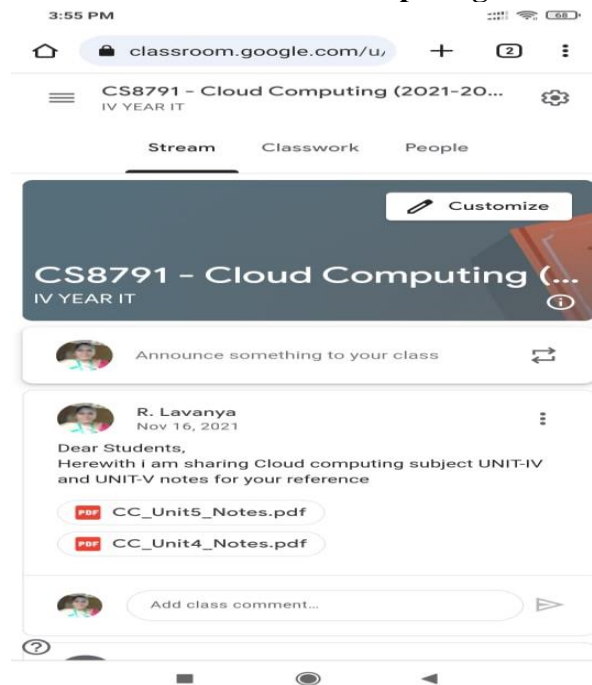 3:55 PM
68
classroom.google.com/u/
2
CS8791 - Cloud Computing (2021-20...
IV YEAR IT
Stream Classwork People
Customize
CS8791 - Cloud Computing (...
IV YEAR IT
Announce something to your class
R. Lavanya
Nov 16, 2021
Dear Students,
Herewith i am sharing Cloud computing subject UNIT-IV
and UNIT-V notes for your reference
PDF CC_Unit5_Notes.pdf
PDF CC_Unit4_Notes.pdf
Add class comment...